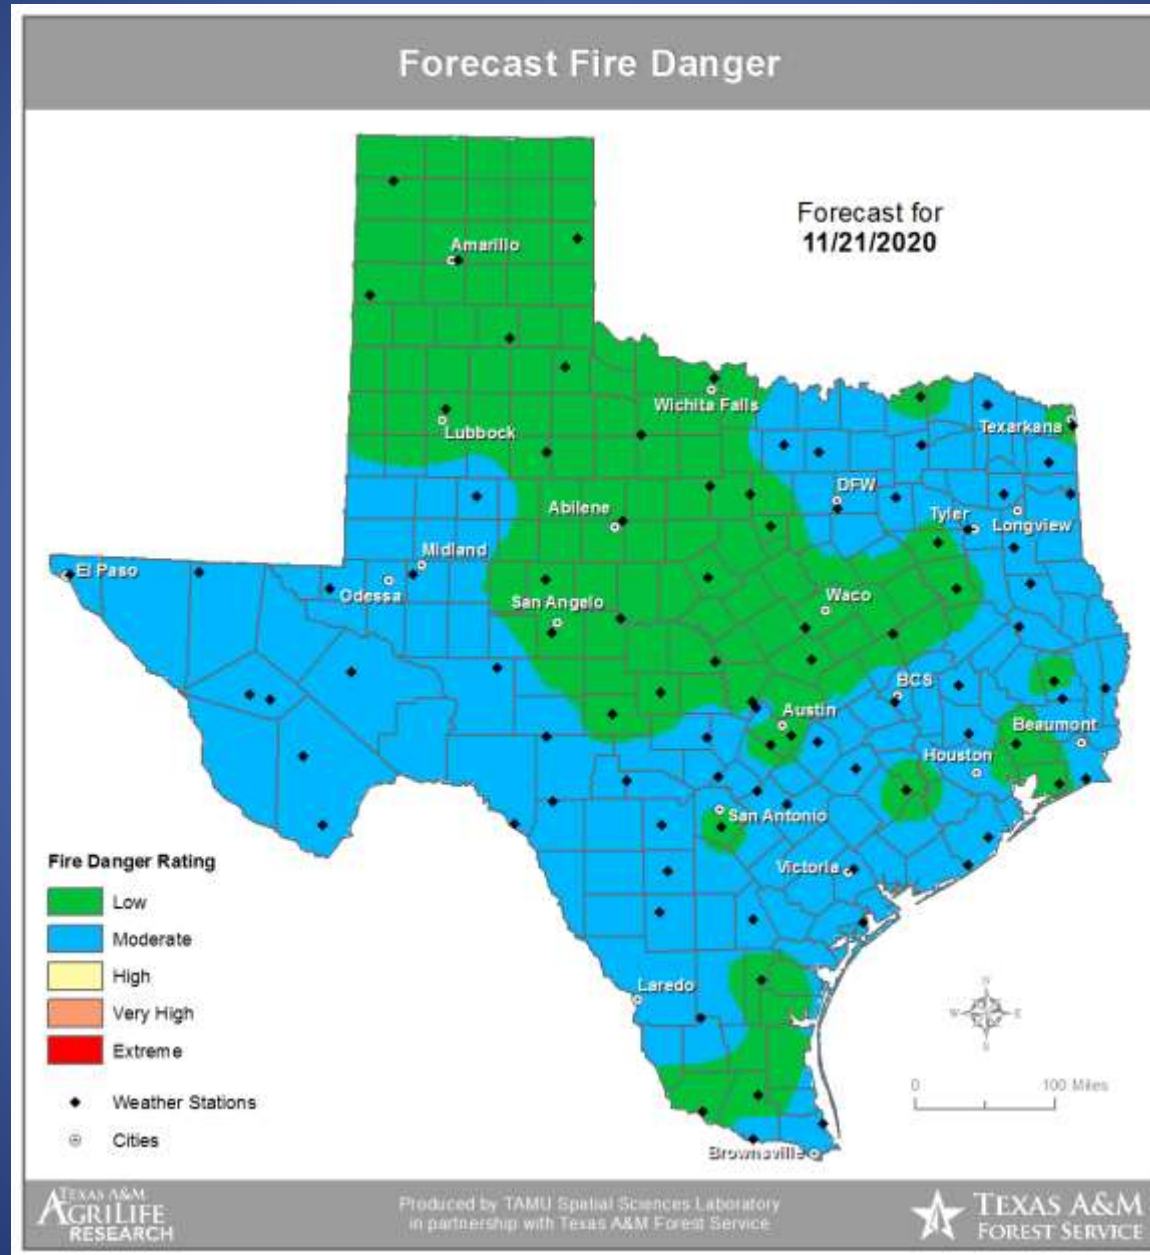 Forecast Fire Danger
Forecast for
11/21/2020
Amarillo
Wichita Falls
Lubbock
Texarkana
DFW
Abilene
Tyler
Longview
Midland
El Paso
Odessa
San Angelo
Waco
BCS
Austin
Beaumont
Houston
San Antonio
Victoria
Laredo
Brownsville
Fire Danger Rating
Low
Moderate
High
Very High
Extreme
Weather Stations
Cities
N
W E
S
0 100 Miles
TEXAS A&M
AGRILIFE
RESEARCH
Produced by TAMU Spatial Sciences Laboratory
in partnership with Texas A&M Forest Service
TEXAS A&M
FOREST SERVICE